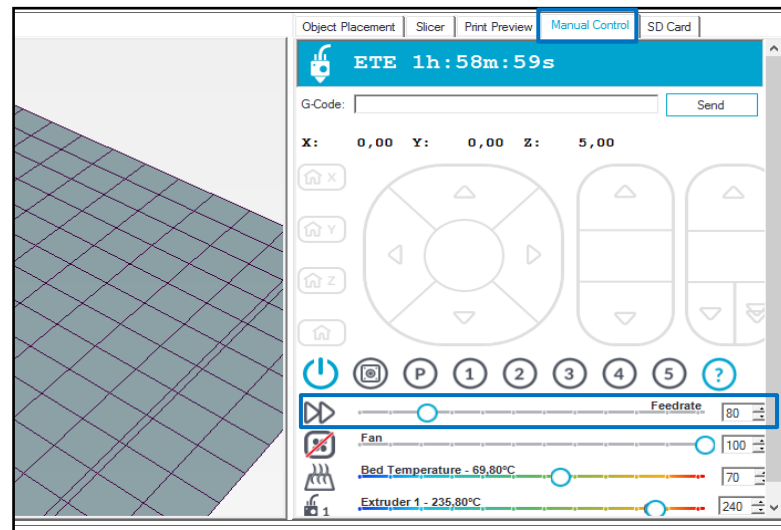 Object Placement Slicer Print Preview Manual Control SD Card
ETE 1h:58m:59s
G-Code: Send
X: 0,00 Y: 0,00 Z: 5,00
X
Y
Z
P 1 2 3 4 5 ?
Feedrate 80
Fan 100
Bed Temperature - 69,80ºC 70
1 Extruder 1 - 235,80ºC 240